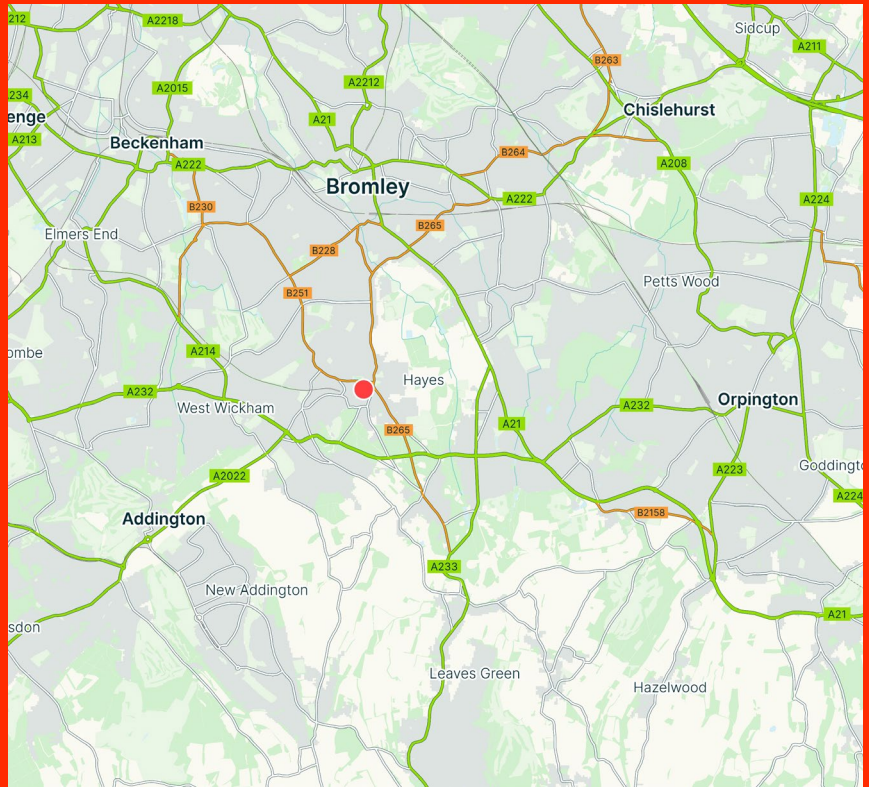 212
A2218
Sidcup
A211
B263
A2212
A2015
234
Chislehurst
enge
A21
A213
Beckenham
B264
A222
A208
Bromley
A222
A224
B230
B265
Elmers End
B228
Petts Wood
B251
ombe
A214
Hayes
A232
Orpington
West Wickham
A232
A21
B265
Goddingto
A2022
A223
A224
B2158
Addington
A233
New Addington
A21
sdon
Leaves Green
Hazelwood